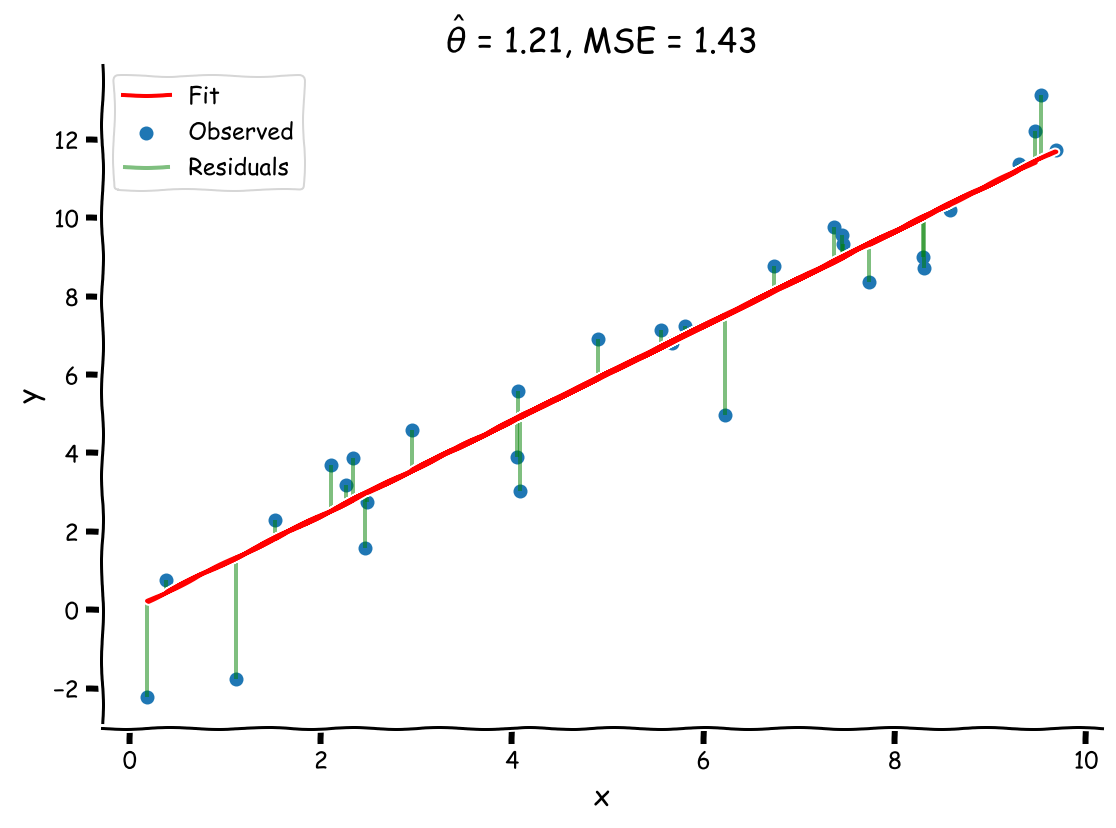 θ̂ = 1.21, MSE = 1.43
Fit
Observed
Residuals
12
10
8
6
4
2
0
−2
y
0 2 4 6 8 10
x